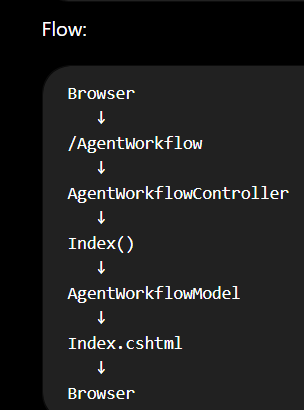 Flow:
Browser
↓
/AgentWorkflow
↓
AgentWorkflowController
↓
Index()
↓
AgentWorkflowModel
↓
Index.cshtml
↓
Browser